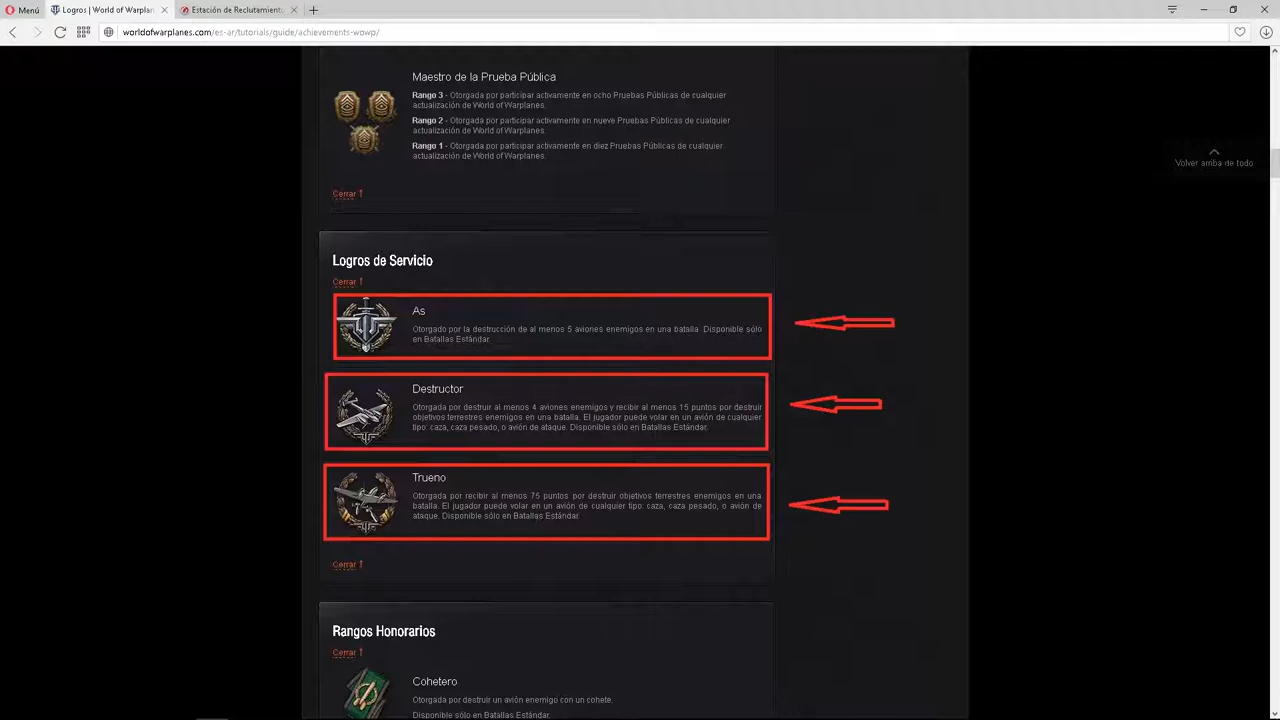 Menú
Logros | World of Warplan
Estación de Reclutamiento
worldofwarplanes.com/es-ar/tutorials/guide/achievements-wowp/
Maestro de la Prueba Pública
Rango 3 - Otorgada por participar activamente en ocho Pruebas Públicas de cualquier
actualización de World of Warplanes.
Rango 2 - Otorgada por participar activamente en nueve Pruebas Públicas de cualquier
actualización de World of Warplanes.
Rango 1 - Otorgada por participar activamente en diez Pruebas Públicas de cualquier
actualización de World of Warplanes.
Volver arriba de todo
Cerrar ↑
Logros de Servicio
Cerrar ↑
As
Otorgado por la destrucción de al menos 5 aviones enemigos en una batalla. Disponible sólo
en Batallas Estándar.
Destructor
Otorgada por destruir al menos 4 aviones enemigos y recibir al menos 15 puntos por destruir
objetivos terrestres enemigos en una batalla. El jugador puede volar en un avión de cualquier
tipo: caza, caza pesado, o avión de ataque. Disponible sólo en Batallas Estándar.
Trueno
Otorgada por recibir al menos 75 puntos por destruir objetivos terrestres enemigos en una
batalla. El jugador puede volar en un avión de cualquier tipo: caza, caza pesado, o avión de
ataque. Disponible sólo en Batallas Estándar.
Cerrar ↑
Rangos Honorarios
Cerrar ↑
Cohetero
Otorgada por destruir un avión enemigo con un cohete.
Disponible sólo en Batallas Estándar.